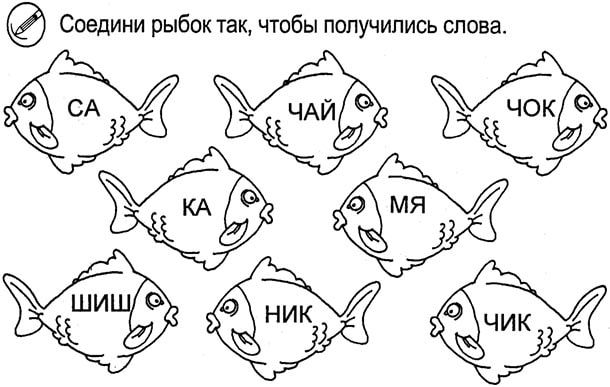 Соедини рыбок так, чтобы получились слова.
СА ЧАЙ ЧОК
КА МЯ
ШИШ НИК ЧИК